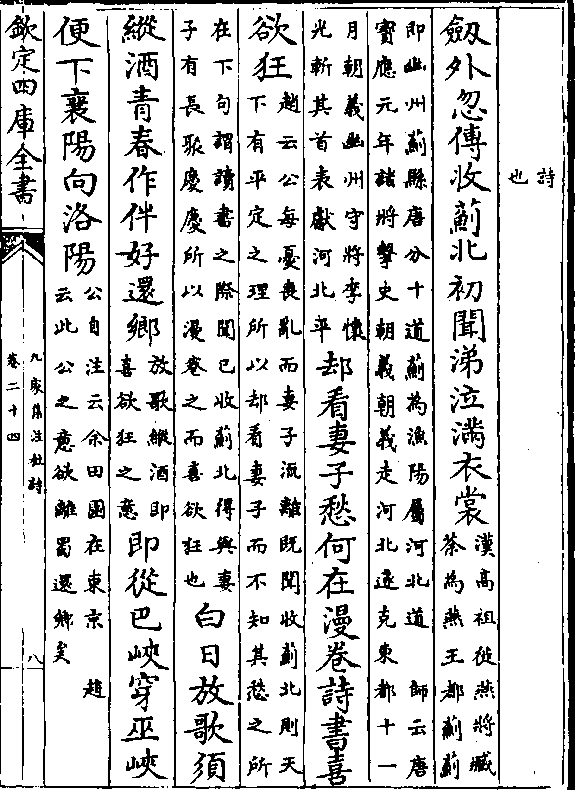 詩
也
劔外忽傳收薊北初聞涕泣滿衣裳
漢高祖從燕將臧
荼為燕王都薊薊
即幽州薊縣唐分十道薊為漁陽屬河北道 師云唐
寶應元年諸將擊史朝義朝義走河北遂克東都十一
月朝義幽州守將李懷
光斬其首表獻河北平
却看妻子愁何在漫卷詩書喜
欲狂
趙云公每憂喪亂而妻子流離既聞收薊北則天
下有平定之理所以却看妻子而不知其愁之所
在下句謂讀書之際聞已收薊北得與妻
子有長聚慶慶所以漫卷之而喜欲狂也
白日放歌須
縱酒青春作伴好還鄉
放歌縱酒即
喜欲狂之意
即從巴峽穿巫峽
便下襄陽向洛陽
公自注云余田園在東京 趙
云此公之意欲離蜀還鄉矣
欽定四庫全書
九家集注杜詩
卷二十四
八